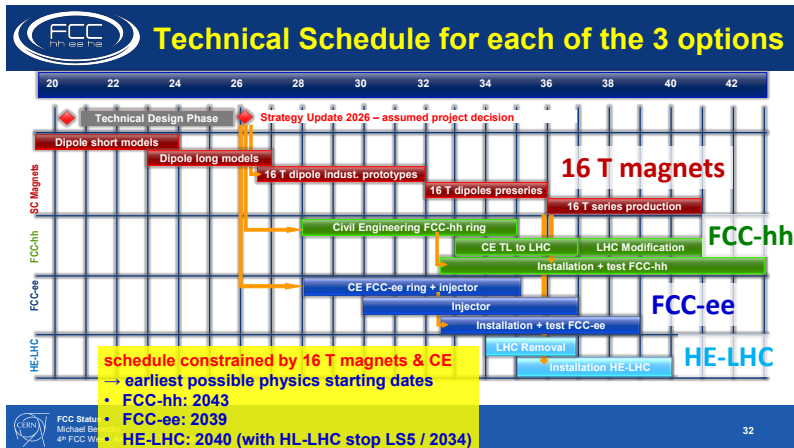 FCC
hh ee he
Technical Schedule for each of the 3 options
20 22 24 26 28 30 32 34 36 38 40 42
Technical Design Phase
Strategy Update 2026 – assumed project decision
SC Magnets
Dipole short models
Dipole long models
16 T dipole indust. prototypes
16 T dipoles preseries
16 T series production
16 T magnets
FCC-hh
Civil Engineering FCC-hh ring
CE TL to LHC
LHC Modification
Installation + test FCC-hh
FCC-hh
FCC-ee
CE FCC-ee ring + injector
Injector
Installation + test FCC-ee
FCC-ee
HE-LHC
LHC Removal
Installation HE-LHC
HE-LHC
schedule constrained by 16 T magnets & CE
→ earliest possible physics starting dates
• FCC-hh: 2043
• FCC-ee: 2039
• HE-LHC: 2040 (with HL-LHC stop LS5 / 2034)
CERN
FCC Status
Michael
4th FCC
32